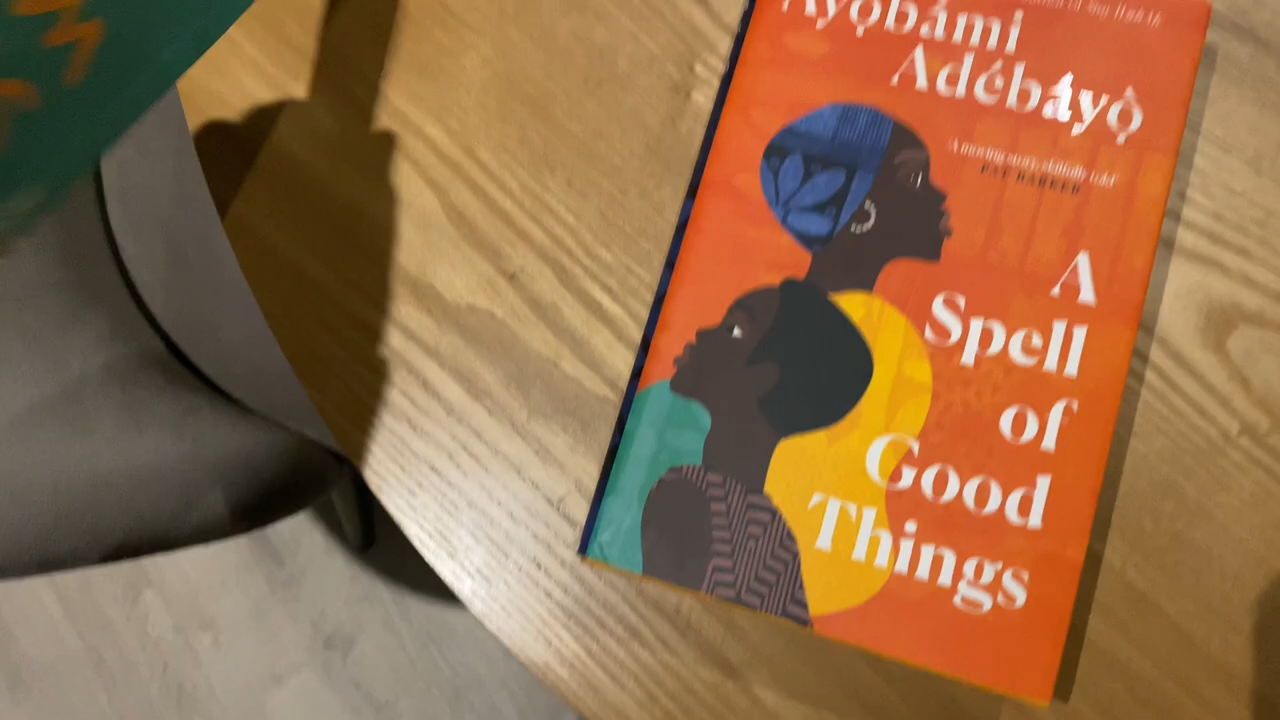 Ayọ̀bámi
Adébáyọ̀
'A moving story, skilfully told'
PAT BARKER
A
Spell
of
Good
Things